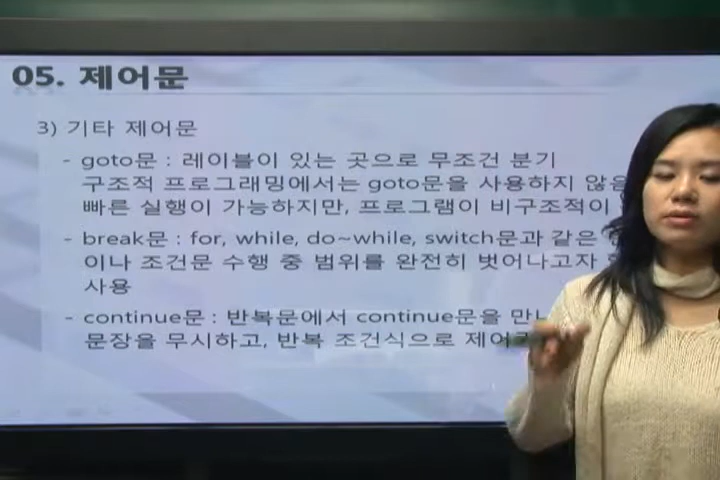 05. 제어문
3) 기타 제어문
- goto문 : 레이블이 있는 곳으로 무조건 분기
구조적 프로그래밍에서는 goto문을 사용하지 않음
빠른 실행이 가능하지만, 프로그램이 비구조적이
- break문 : for, while, do~while, switch문과 같은
이나 조건문 수행 중 범위를 완전히 벗어나고자
사용
- continue문 : 반복문에서 continue문을 만나
문장을 무시하고, 반복 조건식으로 제어가